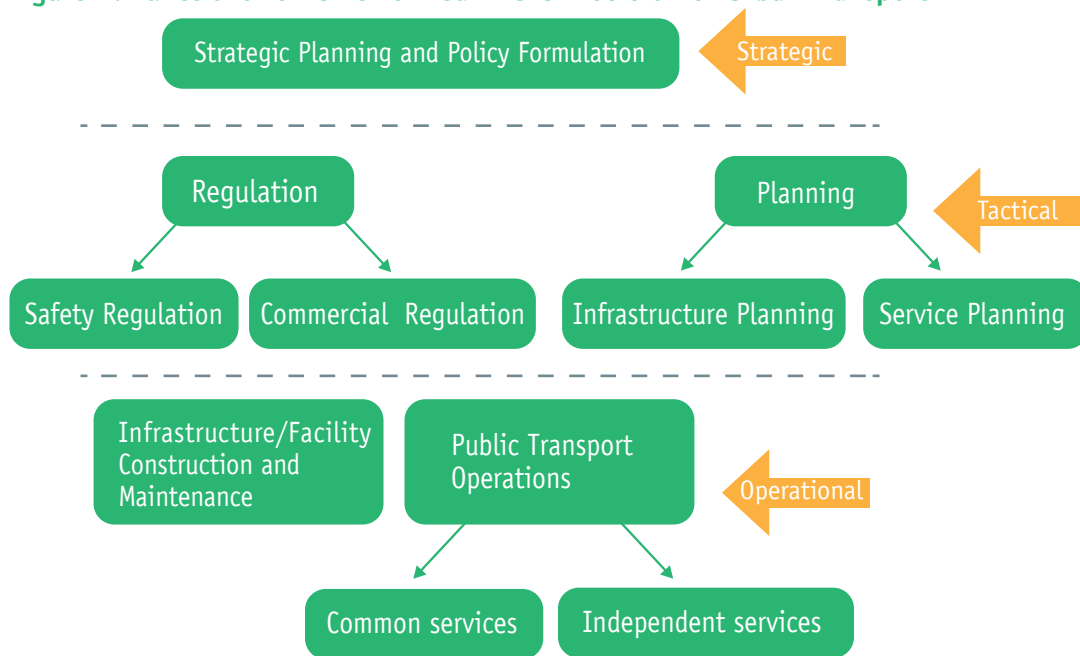 Strategic Planning and Policy Formulation
Strategic
Regulation
Planning
Tactical
Safety Regulation
Commercial Regulation
Infrastructure Planning
Service Planning
Infrastructure/Facility
Construction and
Maintenance
Public Transport
Operations
Operational
Common services
Independent services